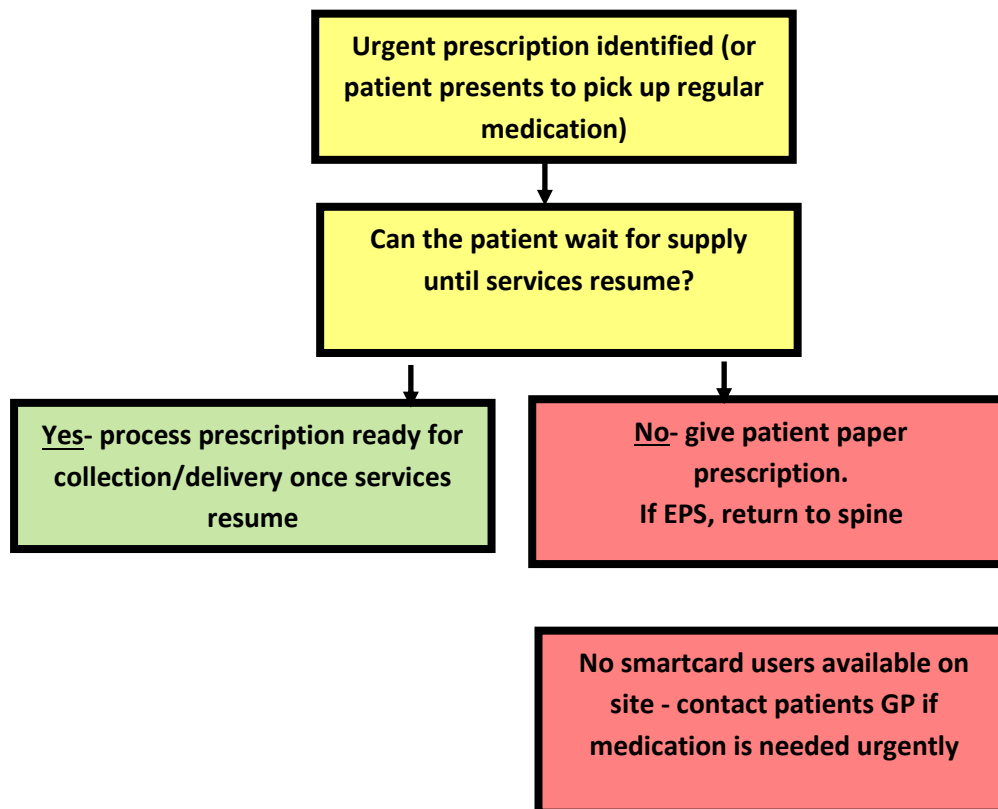 Urgent prescription identified (or
patient presents to pick up regular
medication)
Can the patient wait for supply
until services resume?
Yes- process prescription ready for
collection/delivery once services
resume
No- give patient paper
prescription.
If EPS, return to spine
No smartcard users available on
site - contact patients GP if
medication is needed urgently